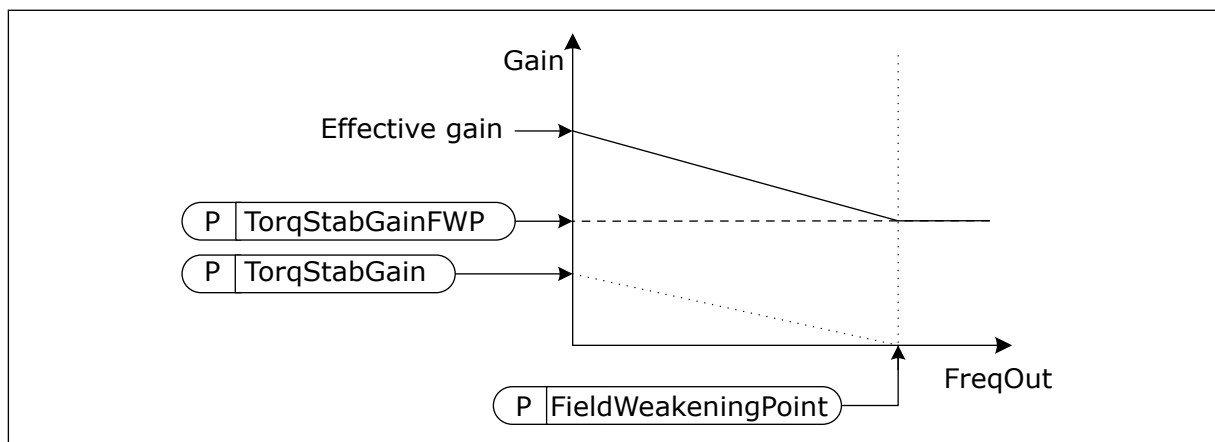 Gain
Effective gain
P TorqStabGainFWP
P TorqStabGain
FreqOut
P FieldWeakeningPoint